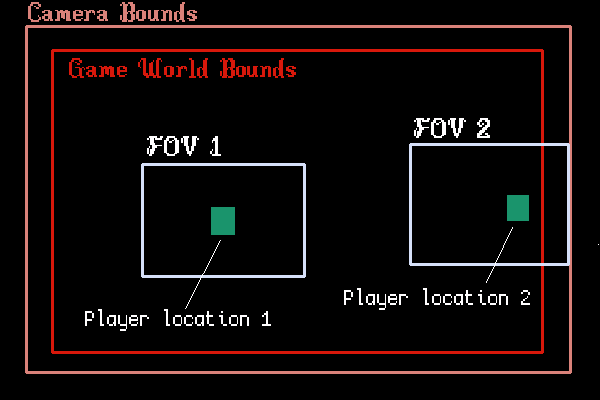 Camera Bounds
Game World Bounds
FOV 1
FOV 2
Player location 1
Player location 2